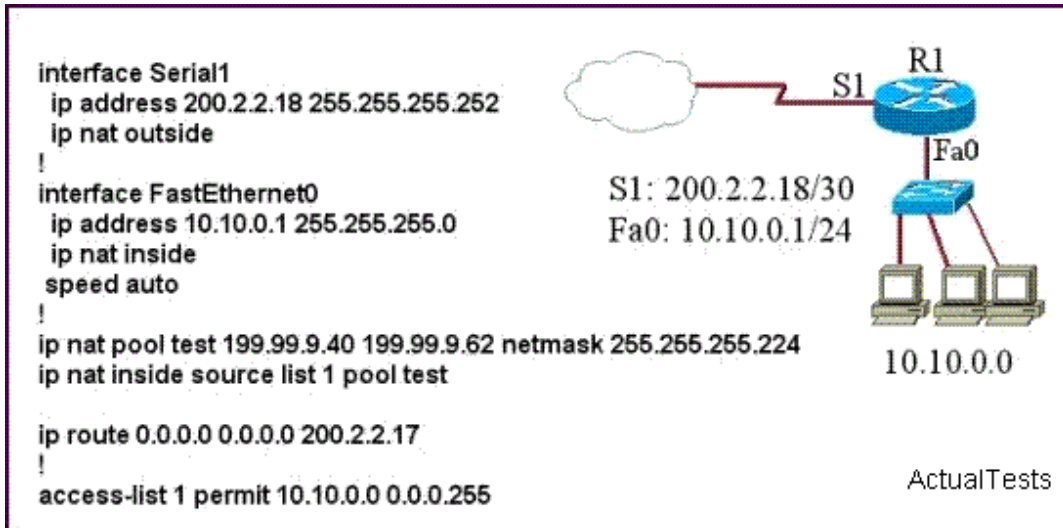 interface Serial1
ip address 200.2.2.18 255.255.255.252
ip nat outside
!
interface FastEthernet0
ip address 10.10.0.1 255.255.255.0
ip nat inside
speed auto
!
ip nat pool test 199.99.9.40 199.99.9.62 netmask 255.255.255.224
ip nat inside source list 1 pool test
ip route 0.0.0.0 0.0.0.0 200.2.2.17
!
access-list 1 permit 10.10.0.0 0.0.0.255
R1
S1
Fa0
S1: 200.2.2.18/30
Fa0: 10.10.0.1/24
10.10.0.0
ActualTests